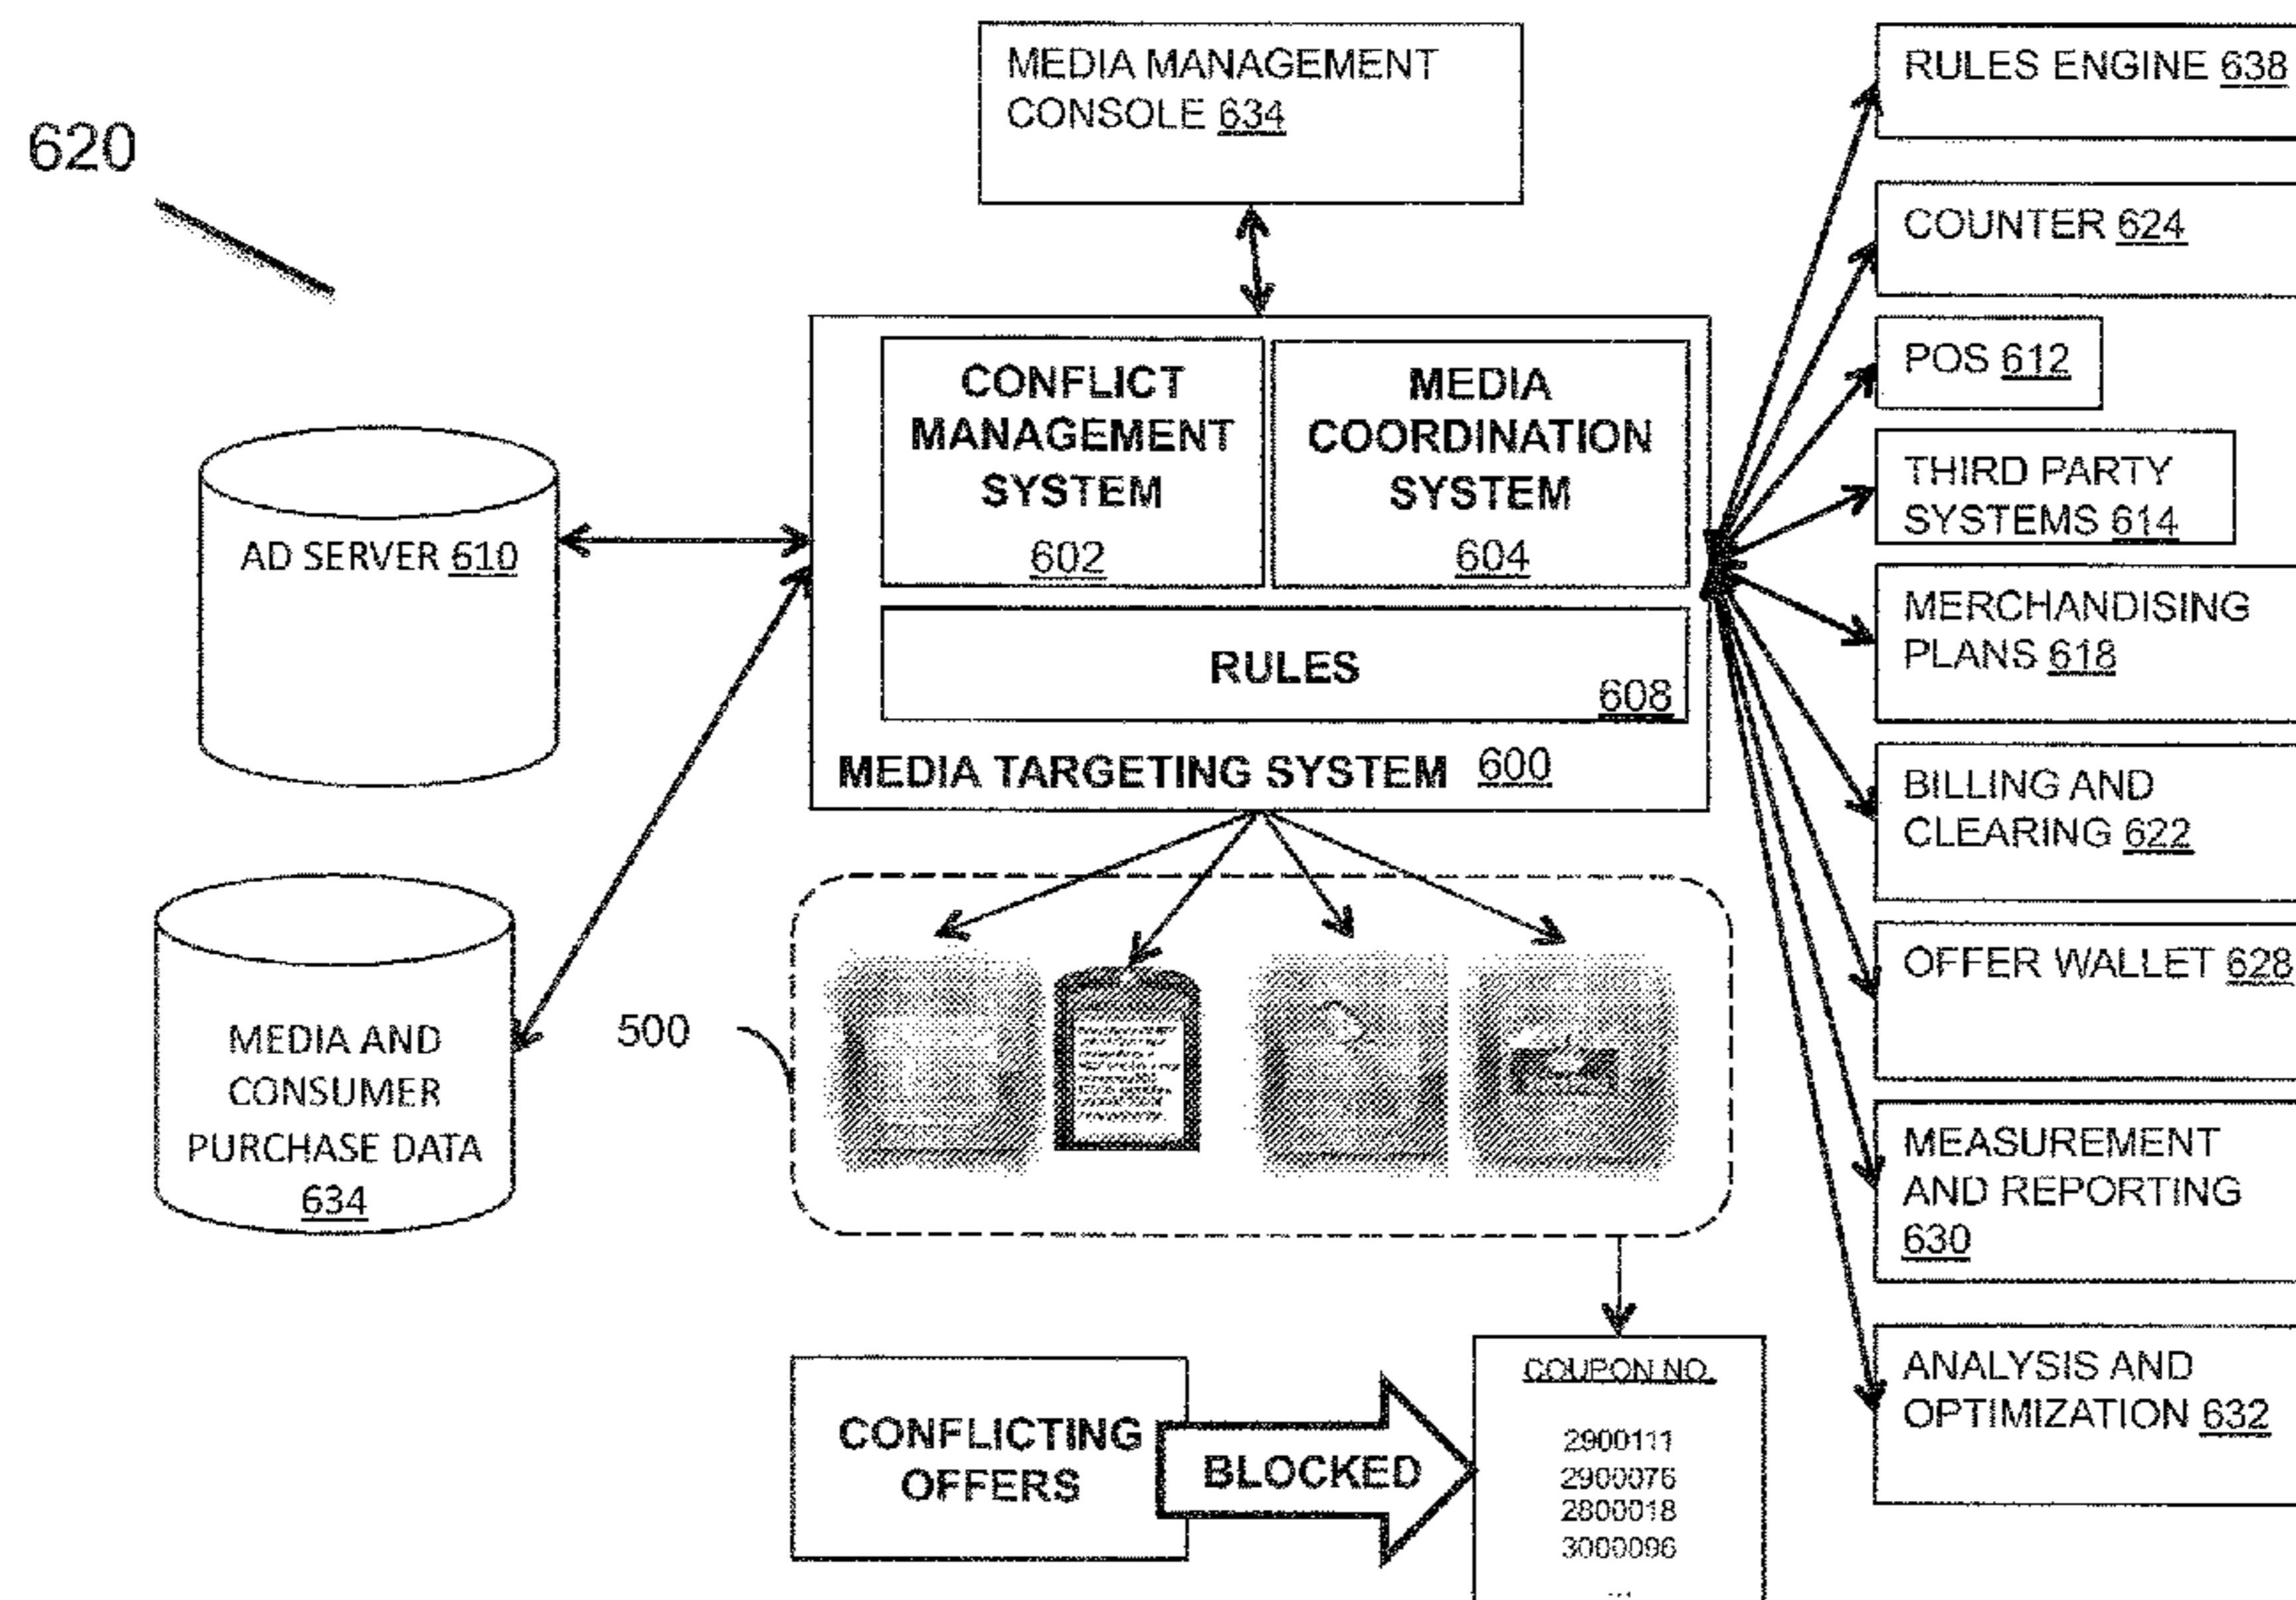 620
MEDIA MANAGEMENT
CONSOLE 634
CONFLICT
MANAGEMENT
SYSTEM
602
MEDIA
COORDINATION
SYSTEM
604
RULES
608
MEDIA TARGETING SYSTEM 600
AD SERVER 610
MEDIA AND
CONSUMER
PURCHASE DATA
634
500
CONFLICTING
OFFERS
BLOCKED
COUPON NO.
2900111
2900076
2800018
3000096
...
RULES ENGINE 638
COUNTER 624
POS 612
THIRD PARTY
SYSTEMS 614
MERCHANDISING
PLANS 618
BILLING AND
CLEARING 622
OFFER WALLET 628
MEASUREMENT
AND REPORTING
630
ANALYSIS AND
OPTIMIZATION 632